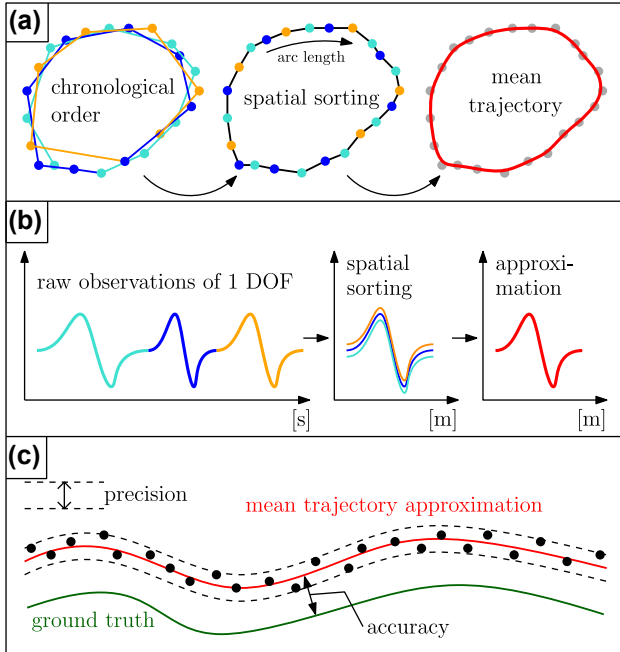 (a)
chronological
order
arc length
spatial sorting
mean
trajectory
(b)
raw observations of 1 DOF
spatial
sorting
approxi-
mation
[s]
[m]
[m]
(c)
precision
mean trajectory approximation
ground truth
accuracy